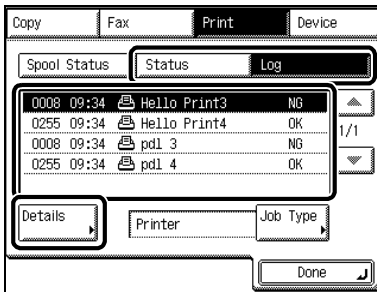 Copy Fax Print Device
Spool Status Status Log
0008 09:34 Hello Print3 NG
0255 09:34 Hello Print4 OK
1/1
0008 09:34 pdl 3 NG
0255 09:34 pdl 4 OK
Details Printer Job Type
Done